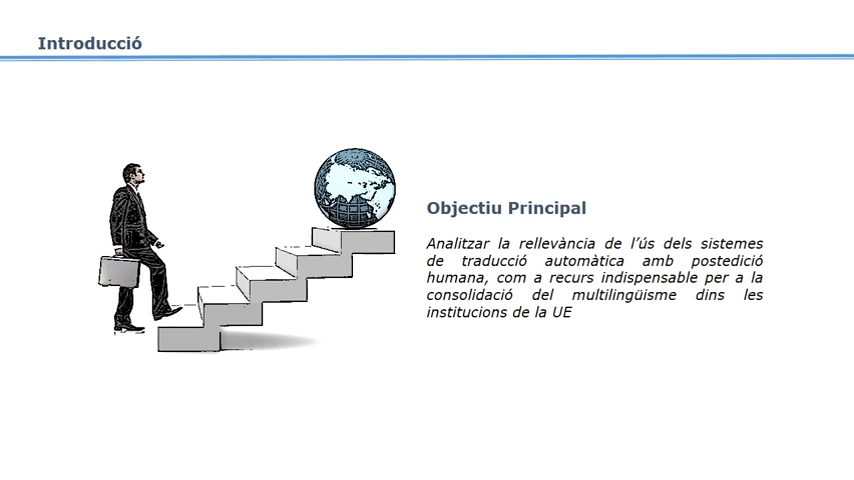 Introducció
Objectiu Principal
Analitzar la rellevància de l’ús dels sistemes
de traducció automàtica amb postedició
humana, com a recurs indispensable per a la
consolidació del multilingüisme dins les
institucions de la UE